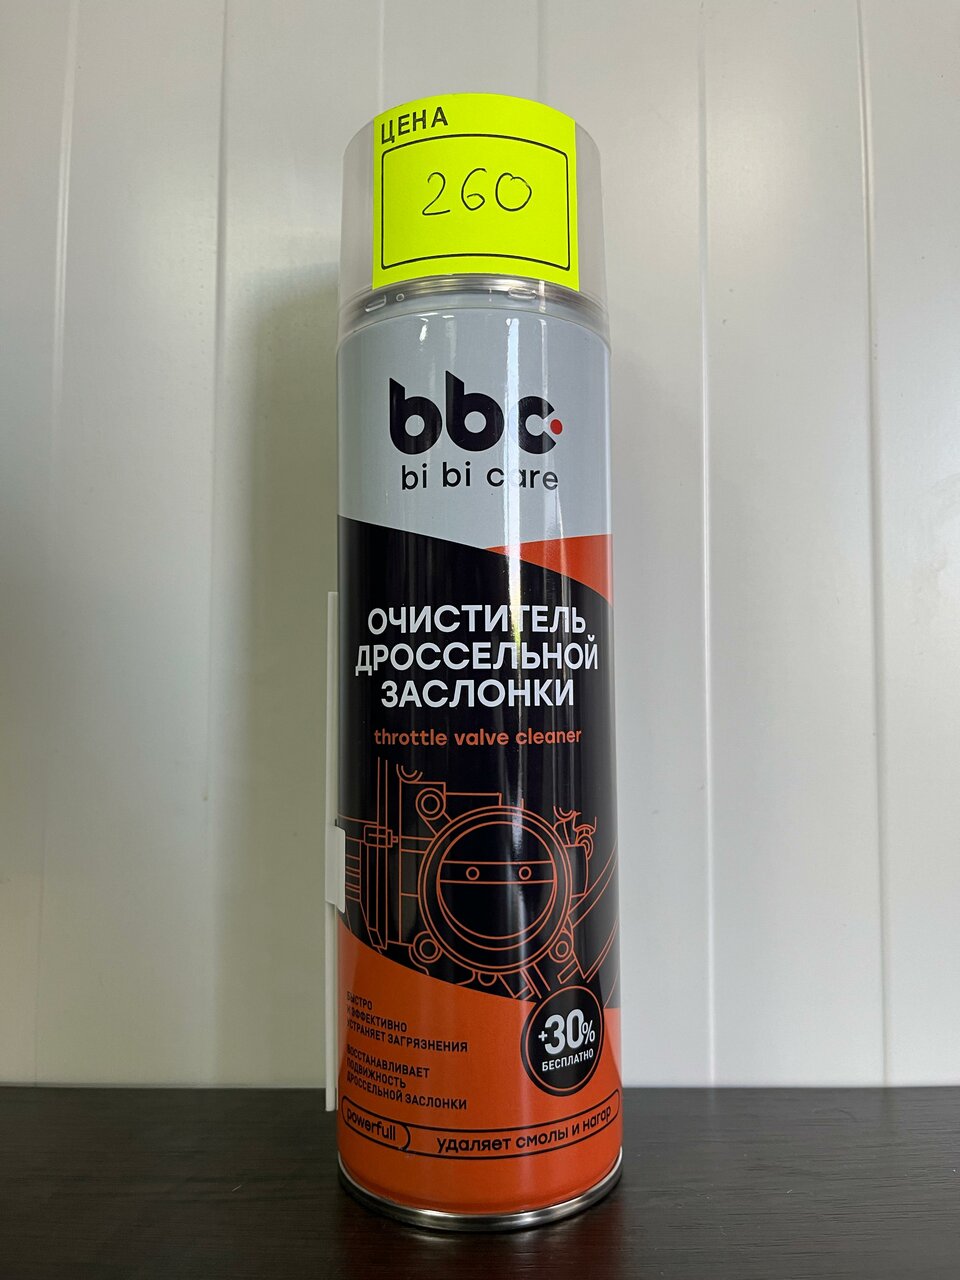 ЦЕНА
260
bbc
bi bi care
ОЧИСТИТЕЛЬ
ДРОССЕЛЬНОЙ
ЗАСЛОНКИ
throttle valve cleaner
БЫСТРО
И ЭФФЕКТИВНО
УСТРАНЯЕТ ЗАГРЯЗНЕНИЯ
ВОССТАНАВЛИВАЕТ
ПОДВИЖНОСТЬ
ДРОССЕЛЬНОЙ ЗАСЛОНКИ
+30%
БЕСПЛАТНО
powerfull
удаляет смолы и нагар